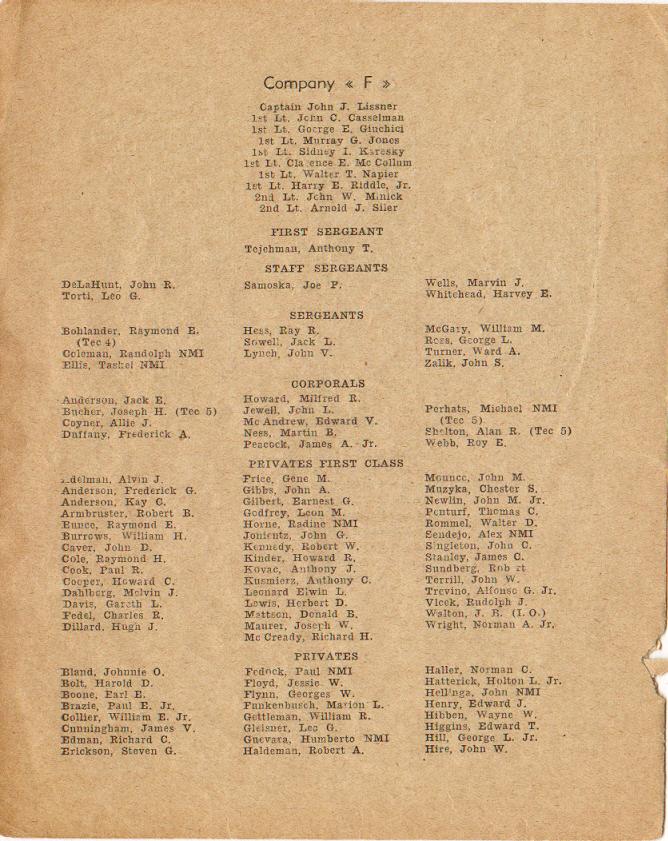 Company « F »
Captain John J. Lissner
1st Lt. John C. Casselman
1st Lt. George E. Giuchici
1st Lt. Murray G. Jones
1st Lt. Sidney I. Karesky
1st Lt. Clarence E. Mc Collum
1st Lt. Walter T. Napier
1st Lt. Harry E. Riddle, Jr.
2nd Lt. John W. Minick
2nd Lt. Arnold J. Siler
FIRST SERGEANT
Tejchman, Anthony T.
STAFF SERGEANTS
DeLaHunt, John R.
Torti, Leo G.
Samoska, Joe P.
Wells, Marvin J.
Whitehead, Harvey E.
SERGEANTS
Bohlander, Raymond E.
(Tec 4)
Coleman, Randolph NMI
Ellis, Taskel NMI
Hess, Ray R.
Sowell, Jack L.
Lynch, John V.
McGary, William M.
Ross, George L.
Turner, Ward A.
Zalik, John S.
CORPORALS
Anderson, Jack E.
Bucher, Joseph H. (Tec 5)
Coyner, Allie J.
Duffany, Frederick A.
Howard, Milfred R.
Jewell, John L.
Mc Andrew, Edward V.
Ness, Martin B.
Peacock, James A. Jr.
Perhats, Michael NMI
(Tec 5)
Shelton, Alan R. (Tec 5)
Webb, Roy E.
PRIVATES FIRST CLASS
Adelman, Alvin J.
Anderson, Frederick G.
Anderson, Kay C.
Armbruster, Robert B.
Bunce, Raymond E.
Burrows, William H.
Caver, John D.
Cole, Raymond H.
Cook, Paul R.
Cooper, Howard C.
Dahlberg, Melvin J.
Davis, Gareth L.
Fedel, Charles R.
Dillard, Hugh J.
Frice, Gene M.
Gibbs, John A.
Gilbert, Earnest G.
Godfrey, Leon M.
Horne, Radine NMI
Jonientz, John G.
Kennedy, Robert W.
Kinder, Howard R,
Kovac, Anthony J.
Kusmierz, Anthony C.
Leonard Elwin L.
Lewis, Herbert D.
Mattson, Donald B.
Maurer, Joseph W.
Mc Cready, Richard H.
Mounce, John M.
Muzyka, Chester S.
Newlin, John M. Jr.
Penturf, Thomas C.
Rommel, Walter D.
Sendejo, Alex NMI
Singleton, John C.
Stanley, James C.
Sundberg, Robert
Terrill, John W.
Trevino, Alfonso G. Jr.
Vlcek, Rudolph J.
Walton, J. R. (I. O.)
Wright, Norman A. Jr.
PRIVATES
Bland, Johnnie O.
Bolt, Harold D.
Boone, Earl E.
Brazie, Paul E. Jr.
Collier, William E. Jr.
Cunningham, James V.
Edman, Richard C.
Erickson, Steven G.
Fedock, Paul NMI
Floyd, Jessie W.
Flynn, Georges W.
Funkenbusch, Marion L.
Gettleman, William R.
Gleisner, Leo G.
Guevara, Humberto NMI
Haldeman, Robert A.
Haller, Norman C.
Hatterick, Holton L. Jr.
Hellinga, John NMI
Henry, Edward J.
Hibben, Wayne W.
Higgins, Edward T.
Hill, George L. Jr.
Hire, John W.